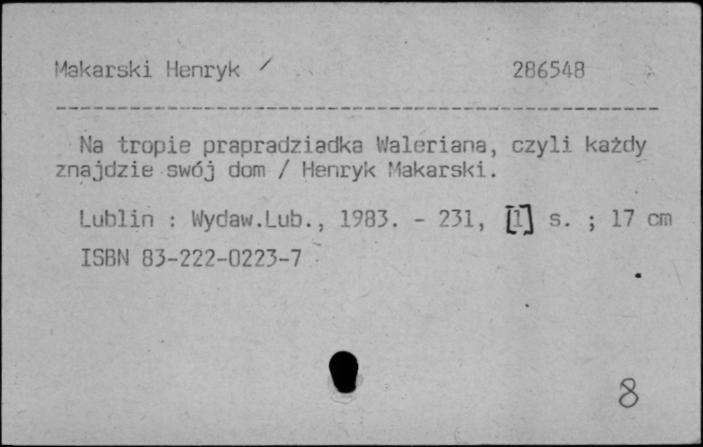 Makarski Henryk / 286548
Na tropie prapradziadka Waleriana, czyli każdy
znajdzie swój dom / Henryk Makarski.
Lublin : Wydaw.Lub., 1983. - 231, [1] s. ; 17 cm
ISBN 83-222-0223-7
8